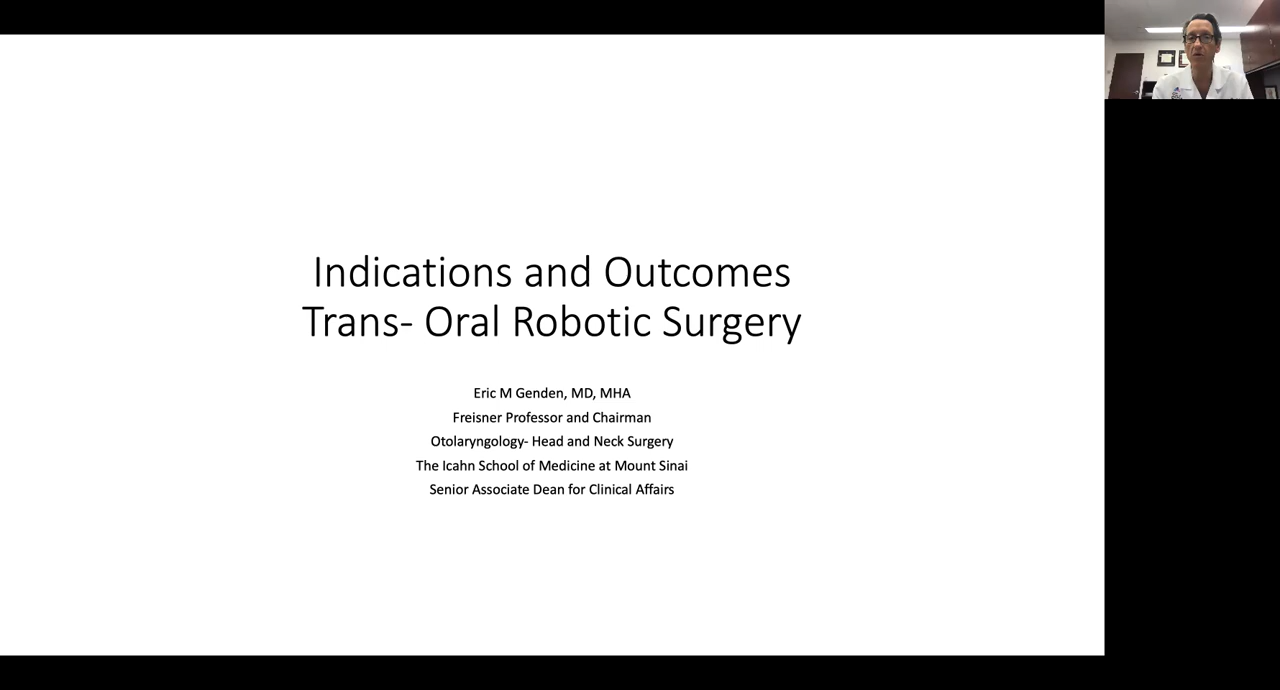 Indications and Outcomes
Trans- Oral Robotic Surgery
Eric M Genden, MD, MHA
Freisner Professor and Chairman
Otolaryngology- Head and Neck Surgery
The Icahn School of Medicine at Mount Sinai
Senior Associate Dean for Clinical Affairs